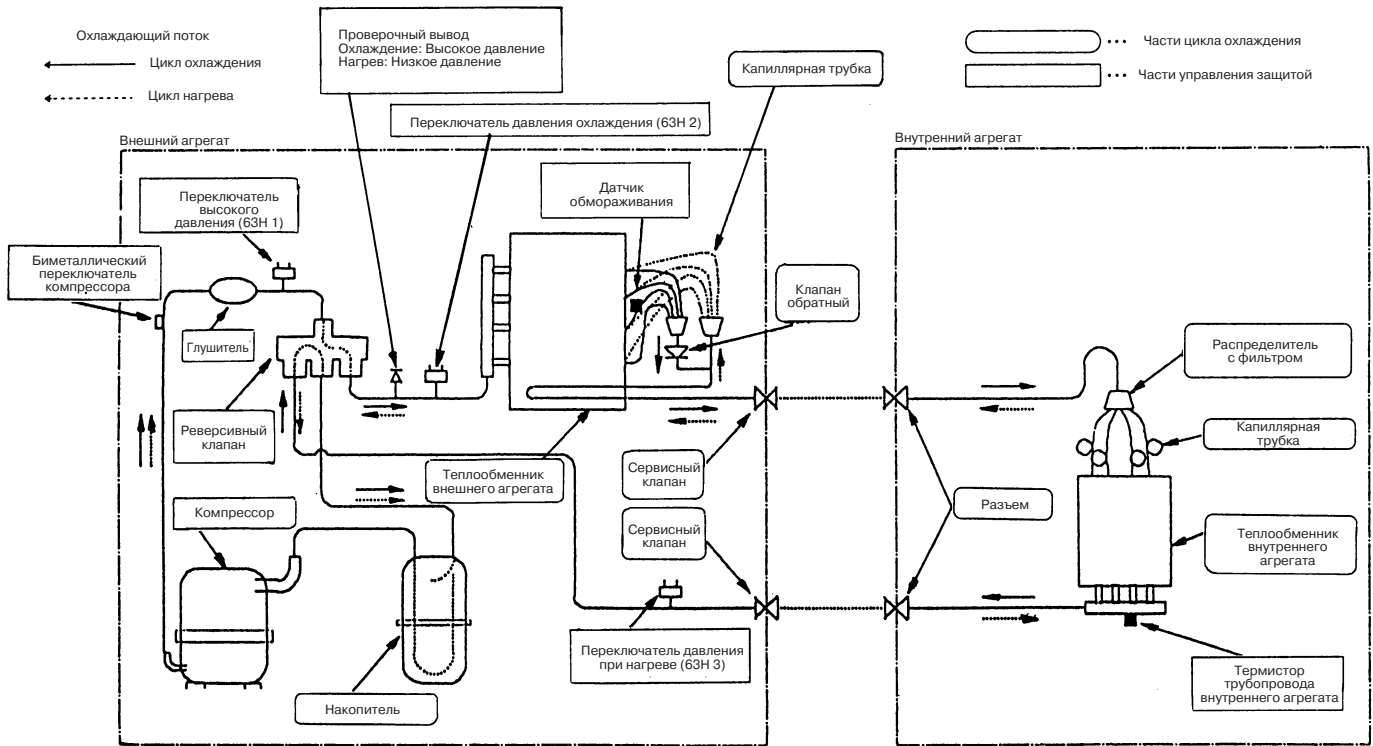 Охлаждающий поток
Цикл охлаждения
Цикл нагрева
Проверочный вывод
Охлаждение: Высокое давление
Нагрев: Низкое давление
Капиллярная трубка
Части цикла охлаждения
Части управления защитой
Переключатель давления охлаждения (63Н 2)
Внешний агрегат
Внутренний агрегат
Переключатель
высокого
давления (63Н 1)
Датчик
обмораживания
Биметаллический
переключатель
компрессора
Клапан
обратный
Глушитель
Распределитель
с фильтром
Реверсивный
клапан
Капиллярная
трубка
Теплообменник
внешнего агрегата
Сервисный
клапан
Разъем
Компрессор
Сервисный
клапан
Теплообменник
внутреннего
агрегата
Переключатель давления
при нагреве (63Н 3)
Термистор
трубопровода
внутреннего агрегата
Накопитель